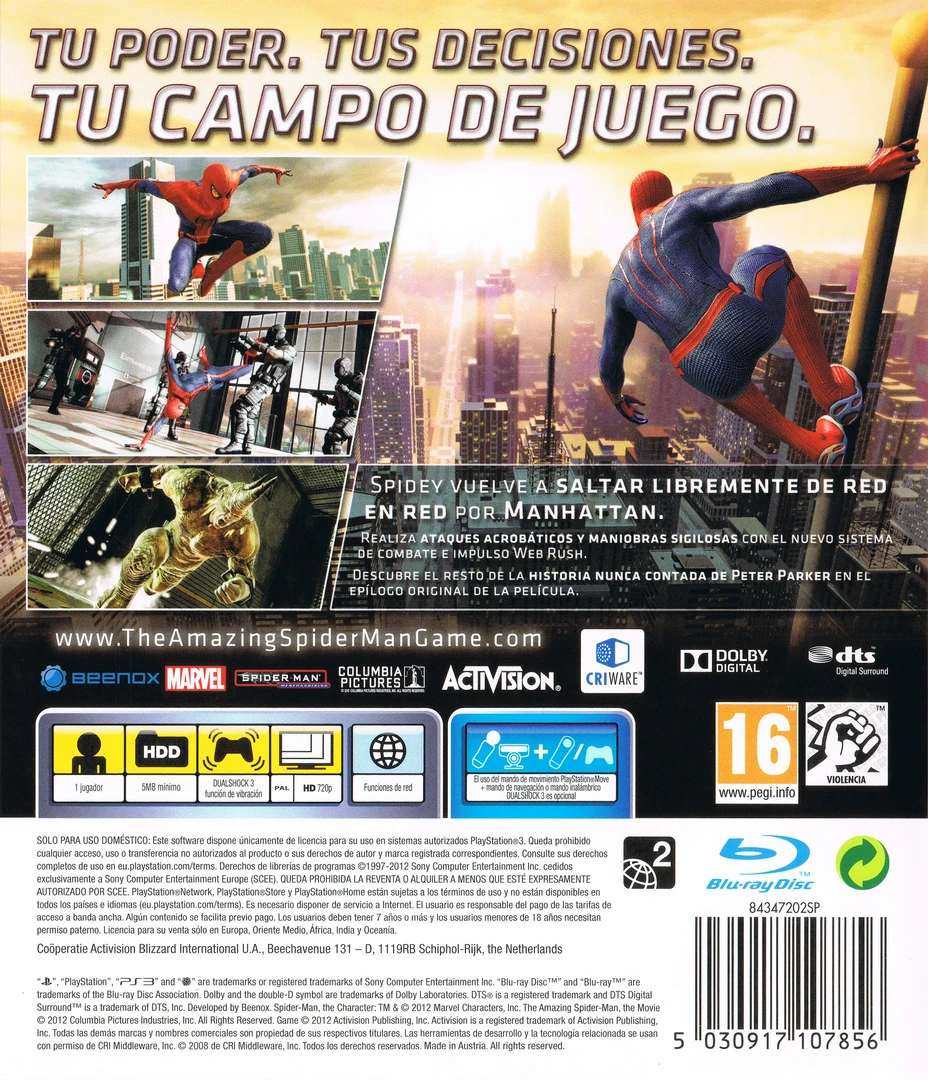 TU PODER. TUS DECISIONES.
TU CAMPO DE JUEGO.
SPIDEY VUELVE A SALTAR LIBREMENTE DE RED
EN RED POR MANHATTAN.
REALIZA ATAQUES ACROBÁTICOS Y MANIOBRAS SIGILOSAS CON EL NUEVO SISTEMA
DE COMBATE E IMPULSO WEB RUSH.
DESCUBRE EL RESTO DE LA HISTORIA NUNCA CONTADA DE PETER PARKER EN EL
EPÍLOGO ORIGINAL DE LA PELÍCULA.
www.TheAmazingSpiderManGame.com
BEENOX
MARVEL
SPIDER-MAN
MERCHANDISING
COLUMBIA
PICTURES
ACTIVISION®
CRIWARE™
DOLBY
DIGITAL
dts™
Digital Surround
1 jugador
HDD
5MB mínimo
DUALSHOCK 3
función de vibración
PAL HD 720p
Funciones de red
El uso del mando de movimiento PlayStation®Move
+ mando de navegación o mando inalámbrico
DUALSHOCK 3 es opcional
16™
www.pegi.info
™
VIOLENCIA
SOLO PARA USO DOMÉSTICO: Este software dispone únicamente de licencia para su uso en sistemas autorizados PlayStation®3. Queda prohibido
cualquier acceso, uso o transferencia no autorizados al producto o sus derechos de autor y marca registrada correspondientes. Consulte sus derechos
completos de uso en eu.playstation.com/terms. Derechos de librerías de programas ©1997-2012 Sony Computer Entertainment Inc. cedidos
exclusivamente a Sony Computer Entertainment Europe (SCEE). QUEDA PROHIBIDA LA REVENTA O ALQUILER A MENOS QUE ESTÉ EXPRESAMENTE
AUTORIZADO POR SCEE. PlayStation®Network, PlayStation®Store y PlayStation®Home están sujetas a los términos de uso y no están disponibles en
todos los países e idiomas (eu.playstation.com/terms). Es necesario disponer de servicio a Internet. El usuario es responsable del pago de las tarifas de
acceso a banda ancha. Algún contenido se facilita previo pago. Los usuarios deben tener 7 años o más y los usuarios menores de 18 años necesitan
permiso paterno. Licencia para su venta sólo en Europa, Oriente Medio, África, India y Oceanía.
Coöperatie Activision Blizzard International U.A., Beechavenue 131 – D, 1119RB Schiphol-Rijk, the Netherlands
“ ”, “PlayStation”, “PS3” and “ ” are trademarks or registered trademarks of Sony Computer Entertainment Inc. “Blu-ray Disc™” and “Blu-ray™” are
trademarks of the Blu-ray Disc Association. Dolby and the double-D symbol are trademarks of Dolby Laboratories. DTS® is a registered trademark and DTS Digital
Surround™ is a trademark of DTS, Inc. Developed by Beenox. Spider-Man, the Character: TM & © 2012 Marvel Characters, Inc. The Amazing Spider-Man, the Movie
© 2012 Columbia Pictures Industries, Inc. All Rights Reserved. Game © 2012 Activision Publishing, Inc. Activision is a registered trademark of Activision Publishing,
Inc. Todas las demás marcas y nombres comerciales son propiedad de sus respectivos titulares. Las herramientas de desarrollo y la tecnología relacionada se usan
con permiso de CRI Middleware, Inc. © 2008 de CRI Middleware, Inc. Todos los derechos reservados. Made in Austria. All rights reserved.
2
Blu-ray Disc™
84347202SP
5 030917 107856